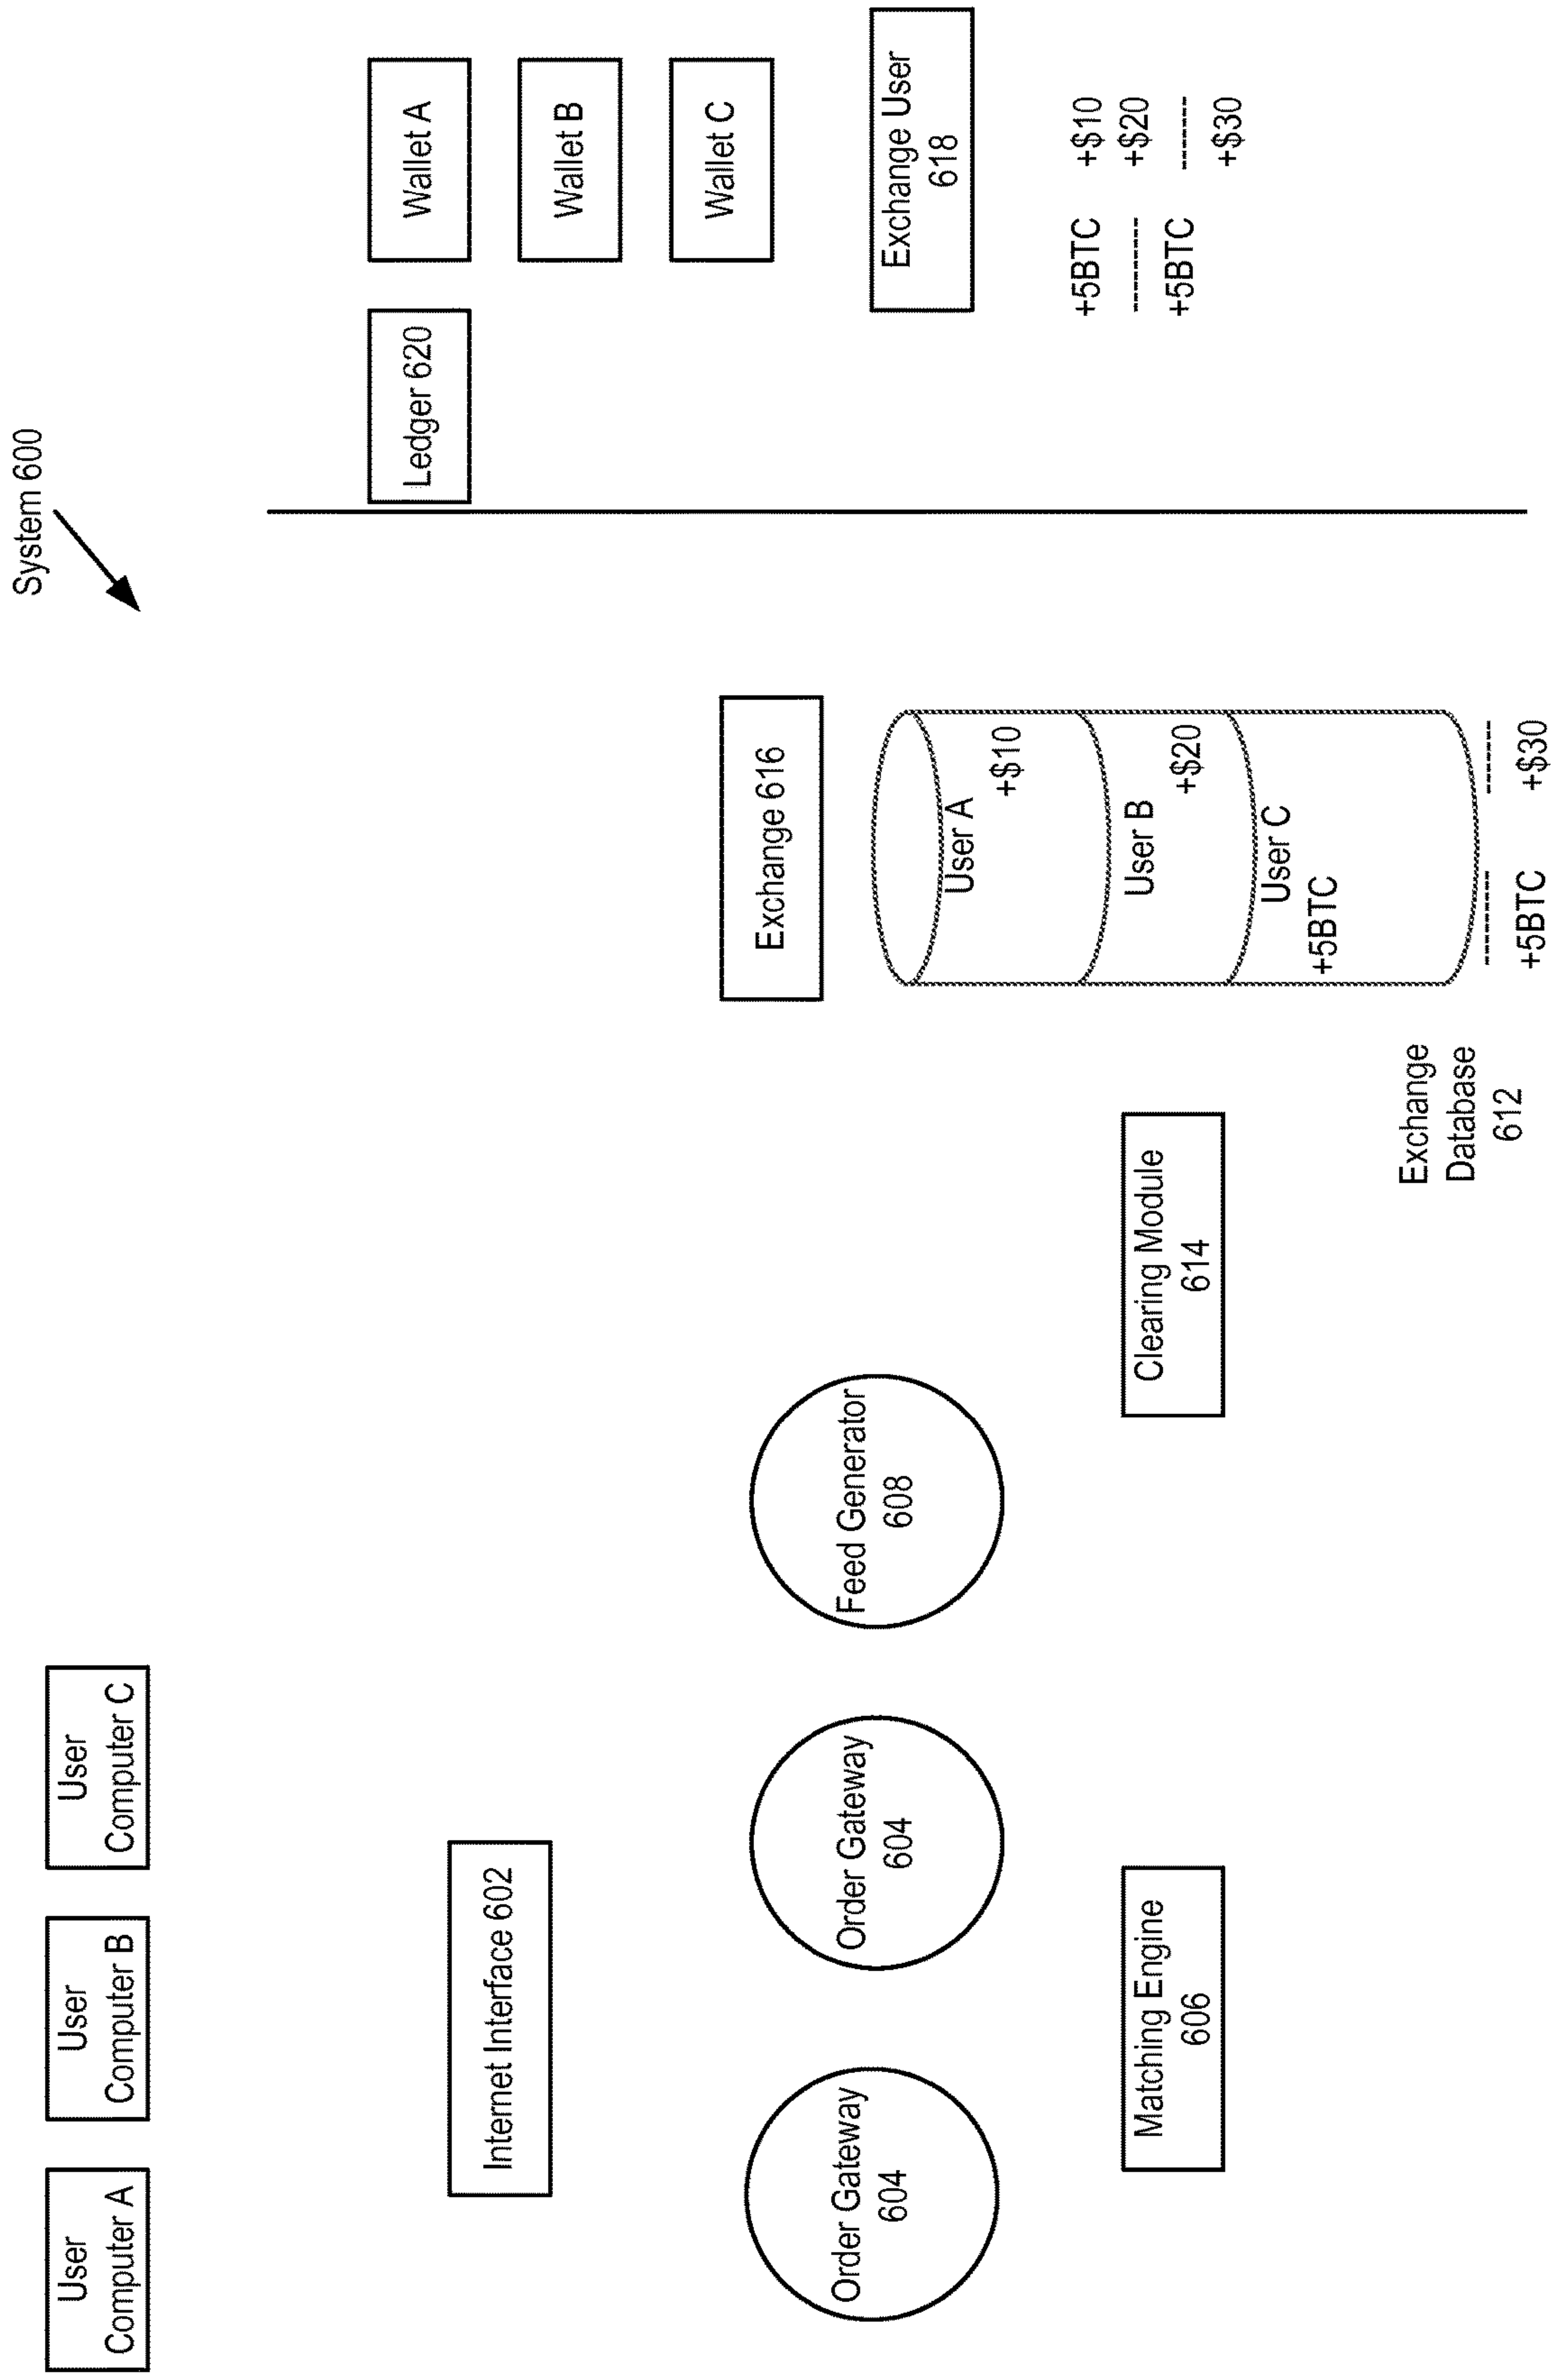 System 600
User
Computer A
User
Computer B
User
Computer C
Internet Interface 602
Order Gateway
604
Order Gateway
604
Feed Generator
608
Matching Engine
606
Clearing Module
614
Exchange 616
User A
+$10
User B
+$20
User C
+5BTC
--------
-------
+5BTC
+$30
Exchange
Database
612
Ledger 620
Wallet A
Wallet B
Wallet C
Exchange User
618
+5BTC
+$10
--------
+$20
+5BTC
-------
+$30